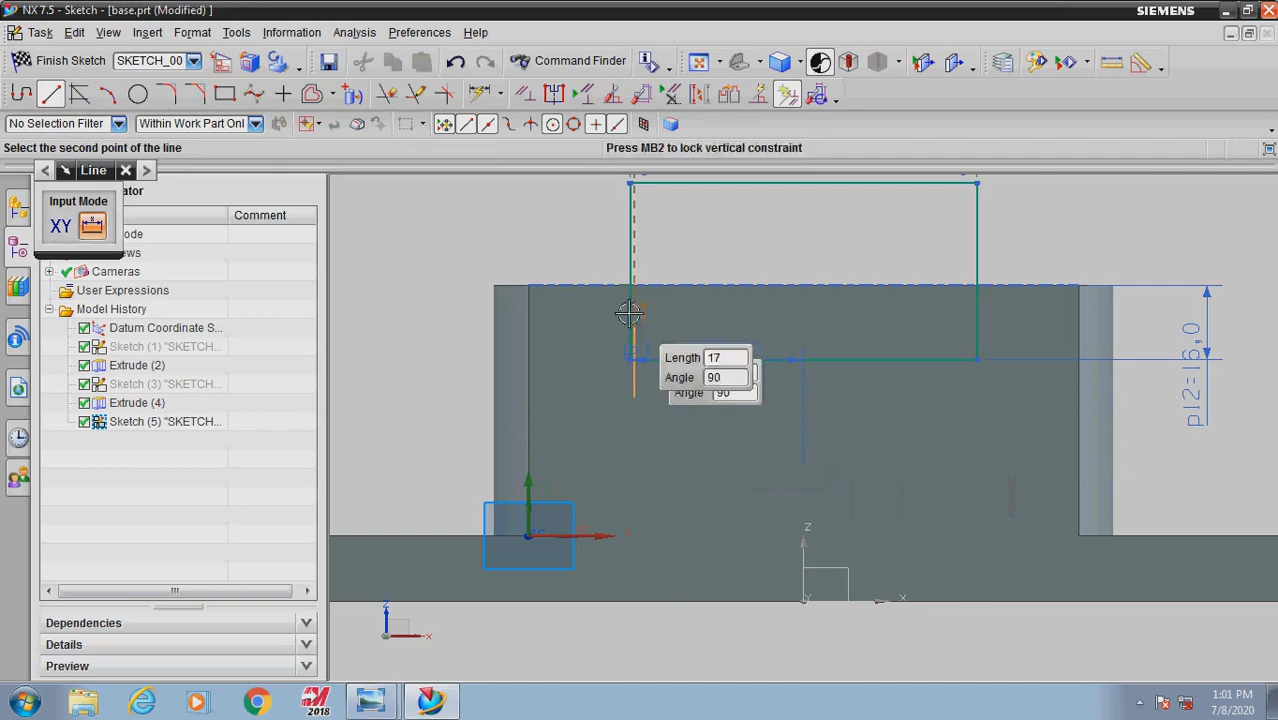 NX 7.5 - Sketch - [base.prt (Modified) ]
SIEMENS
Task Edit View Insert Format Tools Information Analysis Preferences Help
Finish Sketch SKETCH_00 Command Finder
No Selection Filter Within Work Part Onl
Select the second point of the line
Press MB2 to lock vertical constraint
Line
Input Mode
XY
Comment
Cameras
User Expressions
Model History
Datum Coordinate S...
Sketch (1) "SKETCH...
Extrude (2)
Sketch (3) "SKETCH...
Extrude (4)
Sketch (5) "SKETCH...
Dependencies
Details
Preview
Length 17
Angle 90
Angle 90
p12=16,0
Z
X
Y
Z
X
2018
1:01 PM
7/8/2020